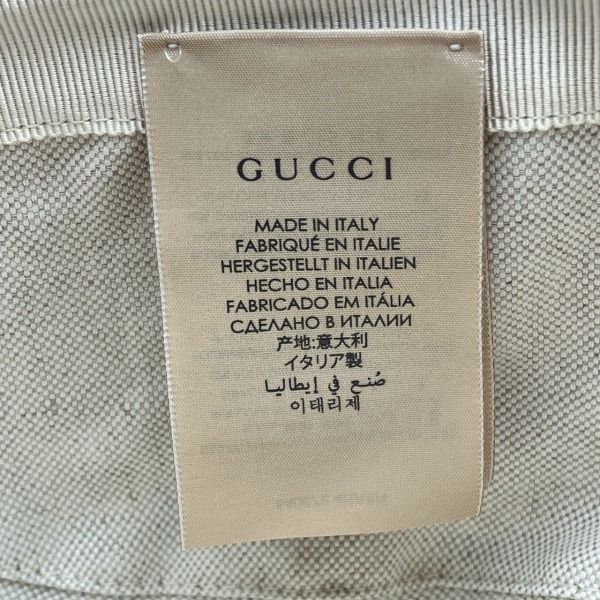 GUCCI
MADE IN ITALY
FABRIQUÉ EN ITALIE
HERGESTELLT IN ITALIEN
HECHO EN ITALIA
FABRICADO EM ITÁLIA
СДЕЛАНО В ИТАЛИИ
产地:意大利
イタリア製
صُنع في إيطاليا
이태리제